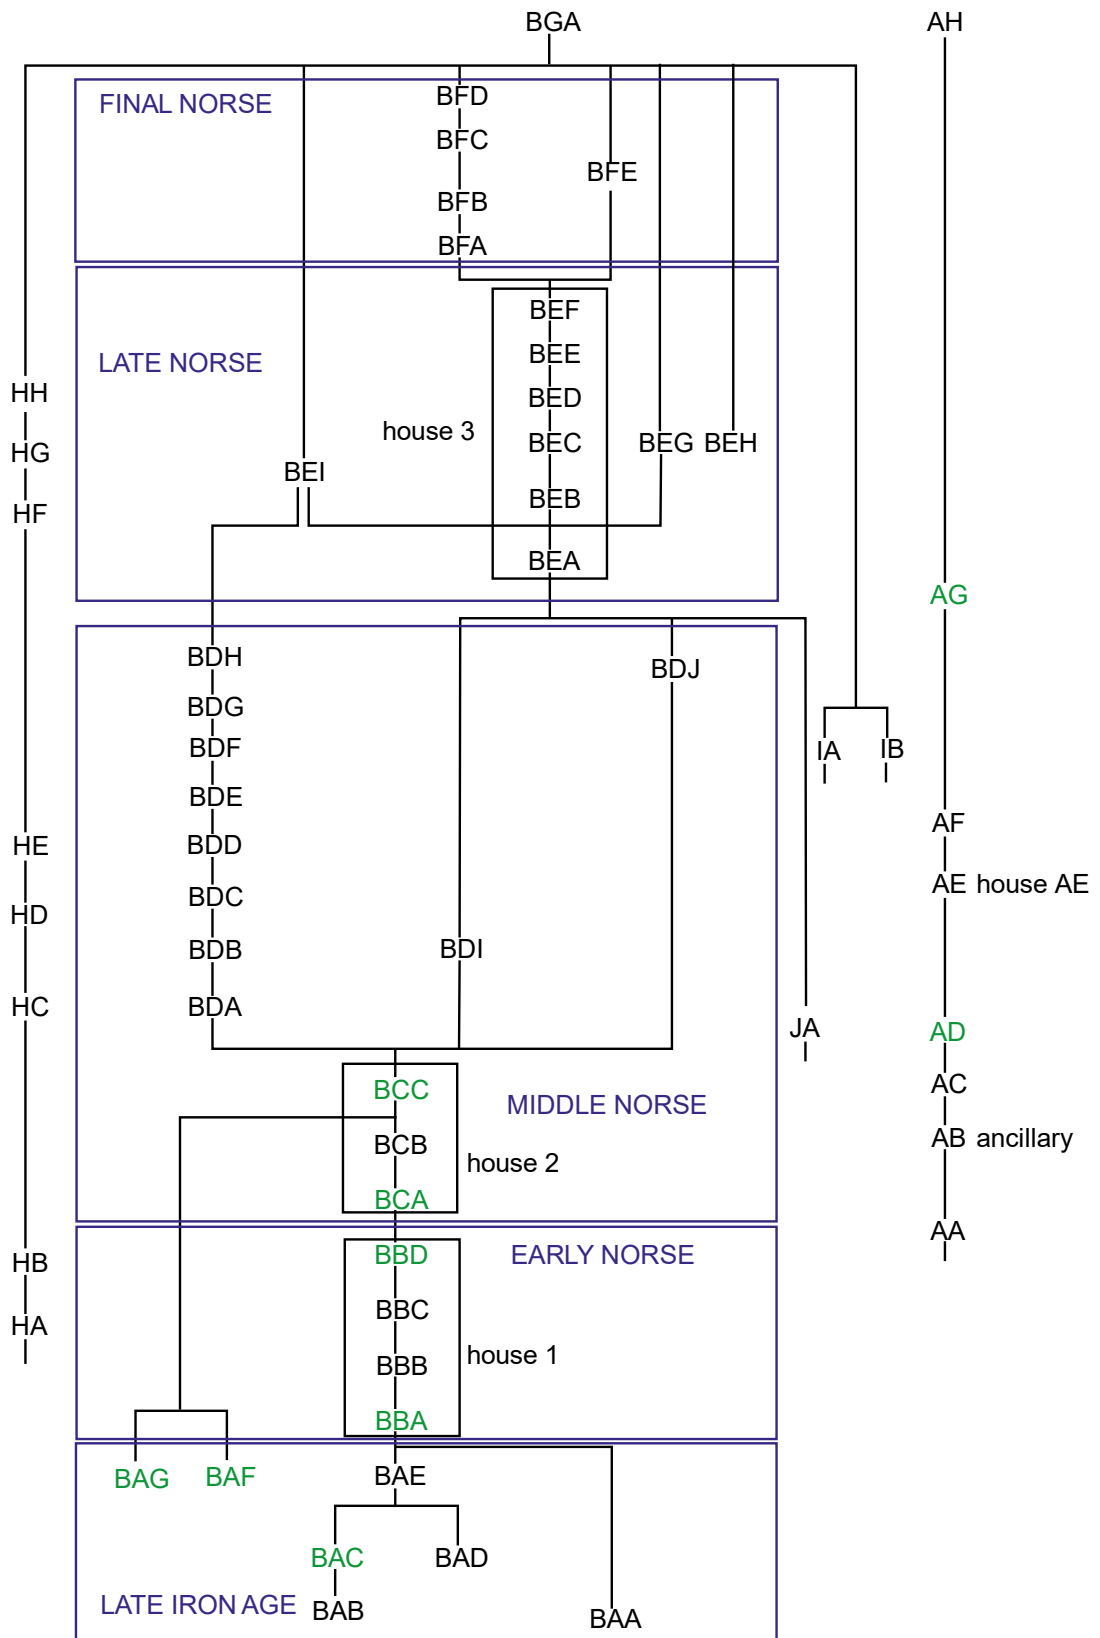 BGA AH
FINAL NORSE BFD
BFC
BFE
BFB
BFA
BEF
LATE NORSE BEE
HH BED
house 3 BEC BEG BEH
HG
BEI
BEB
HF
BEA
AG
BDH BDJ
BDG
BDF IA IB
BDE
AF
HE BDD
AE house AE
BDC
HD
BDB BDI
HC BDA
JA AD
BCC AC
MIDDLE NORSE
BCB AB ancillary
house 2
BCA
AA
HB BBD EARLY NORSE
BBC
HA
BBB house 1
BBA
BAG BAF BAE
BAC BAD
LATE IRON AGE BAB BAA